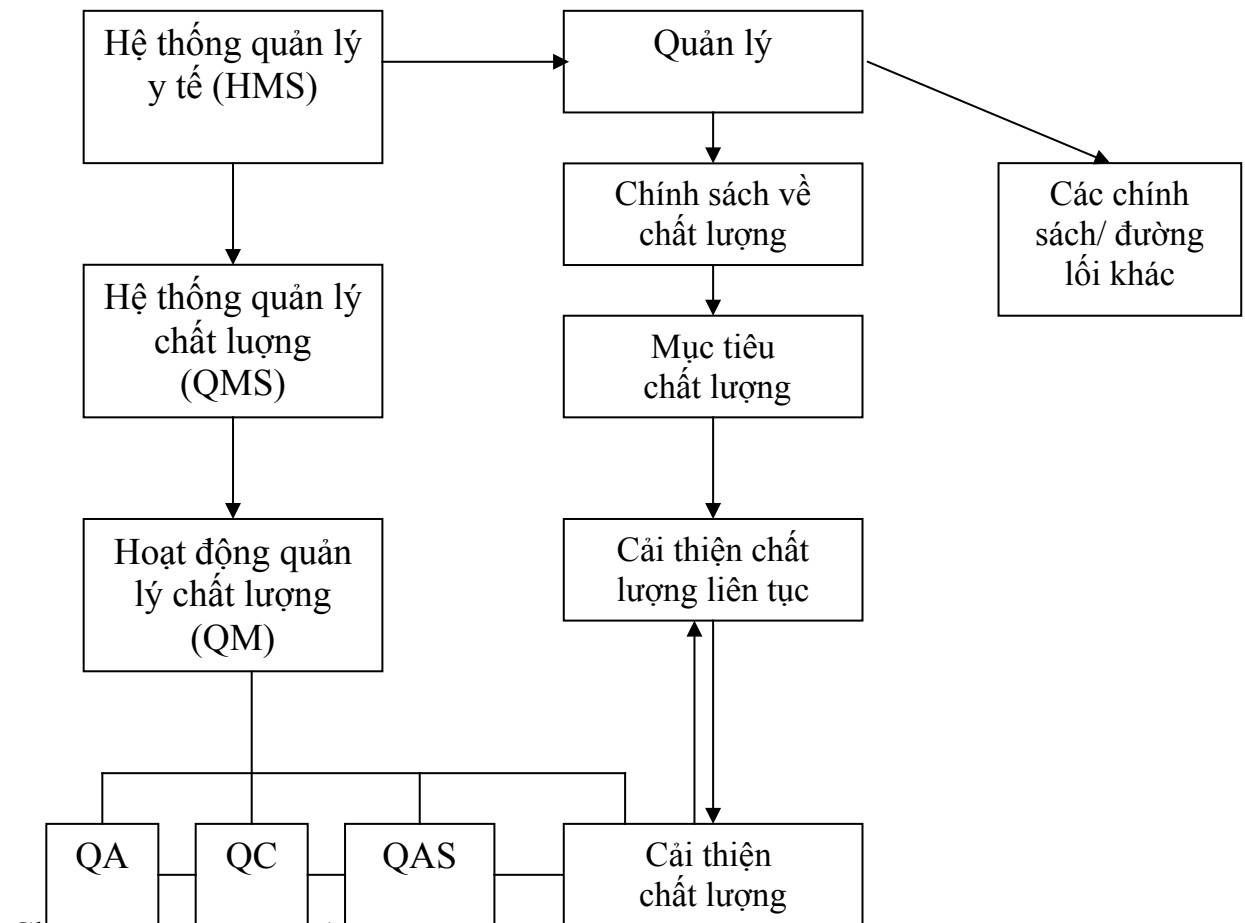 Hệ thống quản lý
y tế (HMS)
Quản lý
Chính sách về
chất lượng
Các chính
sách/ đường
lối khác
Hệ thống quản lý
chất luợng
(QMS)
Mục tiêu
chất lượng
Hoạt động quản
lý chất lượng
(QM)
Cải thiện chất
lượng liên tục
QA
QC
QAS
Cải thiện
chất lượng